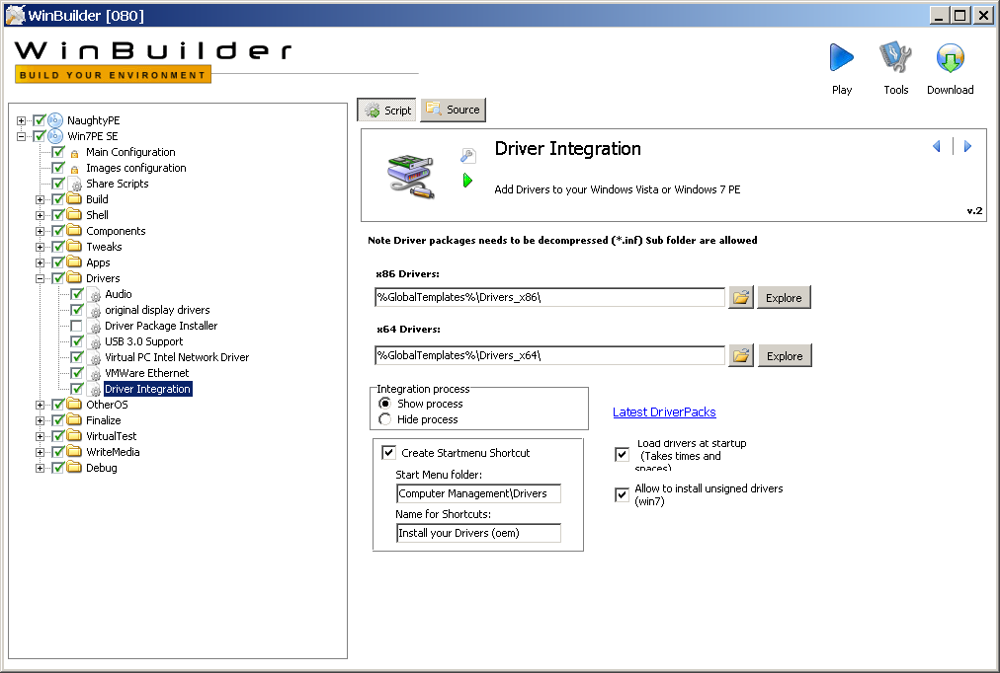 WinBuilder [080]
WinBuilder
BUILD YOUR ENVIRONMENT
Play
Tools
Download
NaughtyPE
Win7PE SE
Main Configuration
Images configuration
Share Scripts
Build
Shell
Components
Tweaks
Apps
Drivers
Audio
original display drivers
Driver Package Installer
USB 3.0 Support
Virtual PC Intel Network Driver
VMWare Ethernet
Driver Integration
OtherOS
Finalize
VirtualTest
WriteMedia
Debug
Script
Source
Driver Integration
Add Drivers to your Windows Vista or Windows 7 PE
v.2
Note Driver packages needs to be decompressed (*.inf) Sub folder are allowed
x86 Drivers:
%GlobalTemplates%\Drivers_x86\
Explore
x64 Drivers:
%GlobalTemplates%\Drivers_x64\
Explore
Integration process
Show process
Hide process
Latest DriverPacks
Create Startmenu Shortcut
Start Menu folder:
Computer Management\Drivers
Name for Shortcuts:
Install your Drivers (oem)
Load drivers at startup
(Takes times and
spaces)
Allow to install unsigned drivers
(win7)